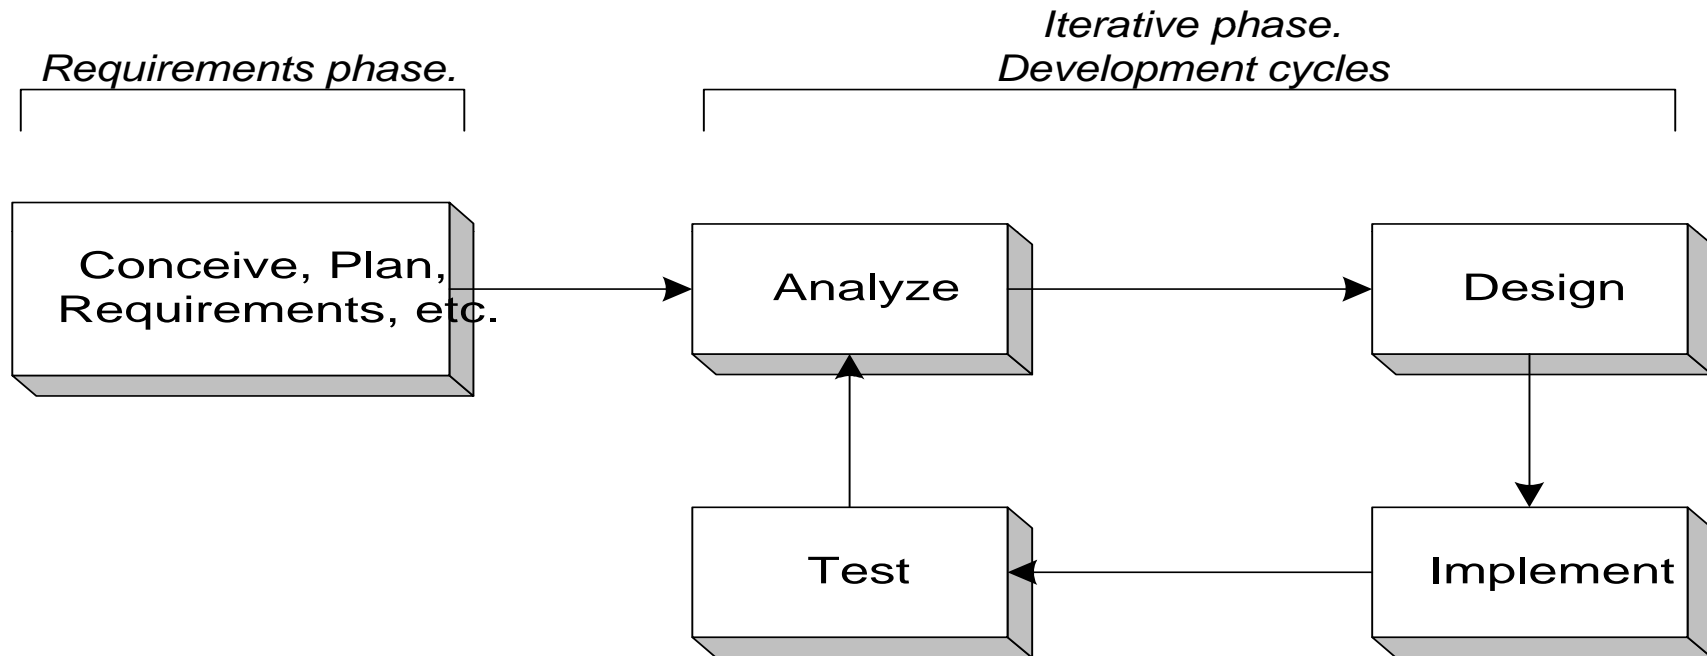 Requirements phase.
Iterative phase.
Development cycles
Conceive, Plan,
Requirements, etc.
Analyze
Design
Test
Implement